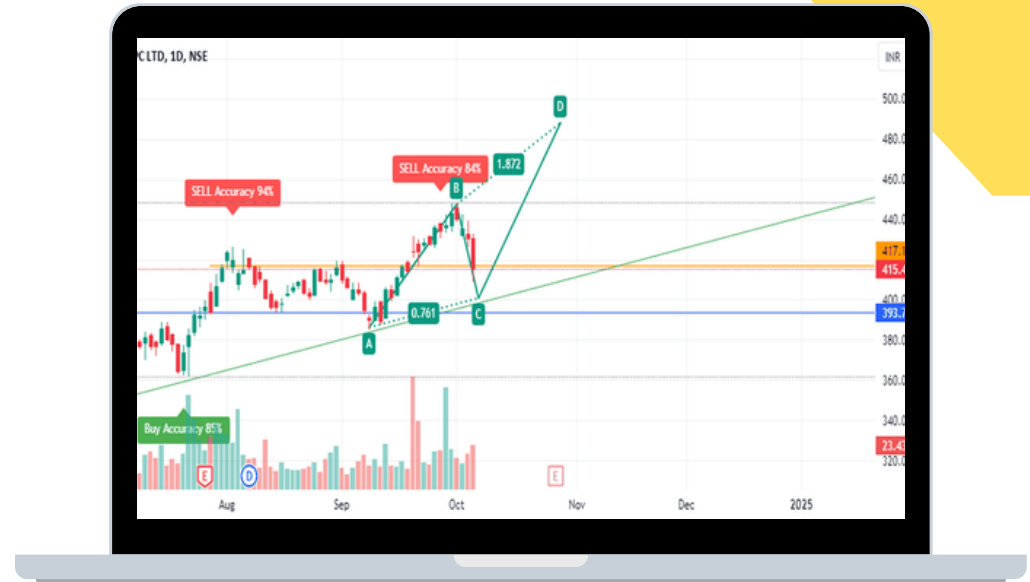 C LTD, 1D, NSE
INR
500.0
D
480.0
SELL Accuracy 84%
1.872
460.0
SELL Accuracy 94%
B
440.0
417.1
415.4
400.0
0.761
C
393.7
A
380.0
360.0
Buy Accuracy 85%
340.0
23.43
320.0
E
D
E
Aug
Sep
Oct
Nov
Dec
2025